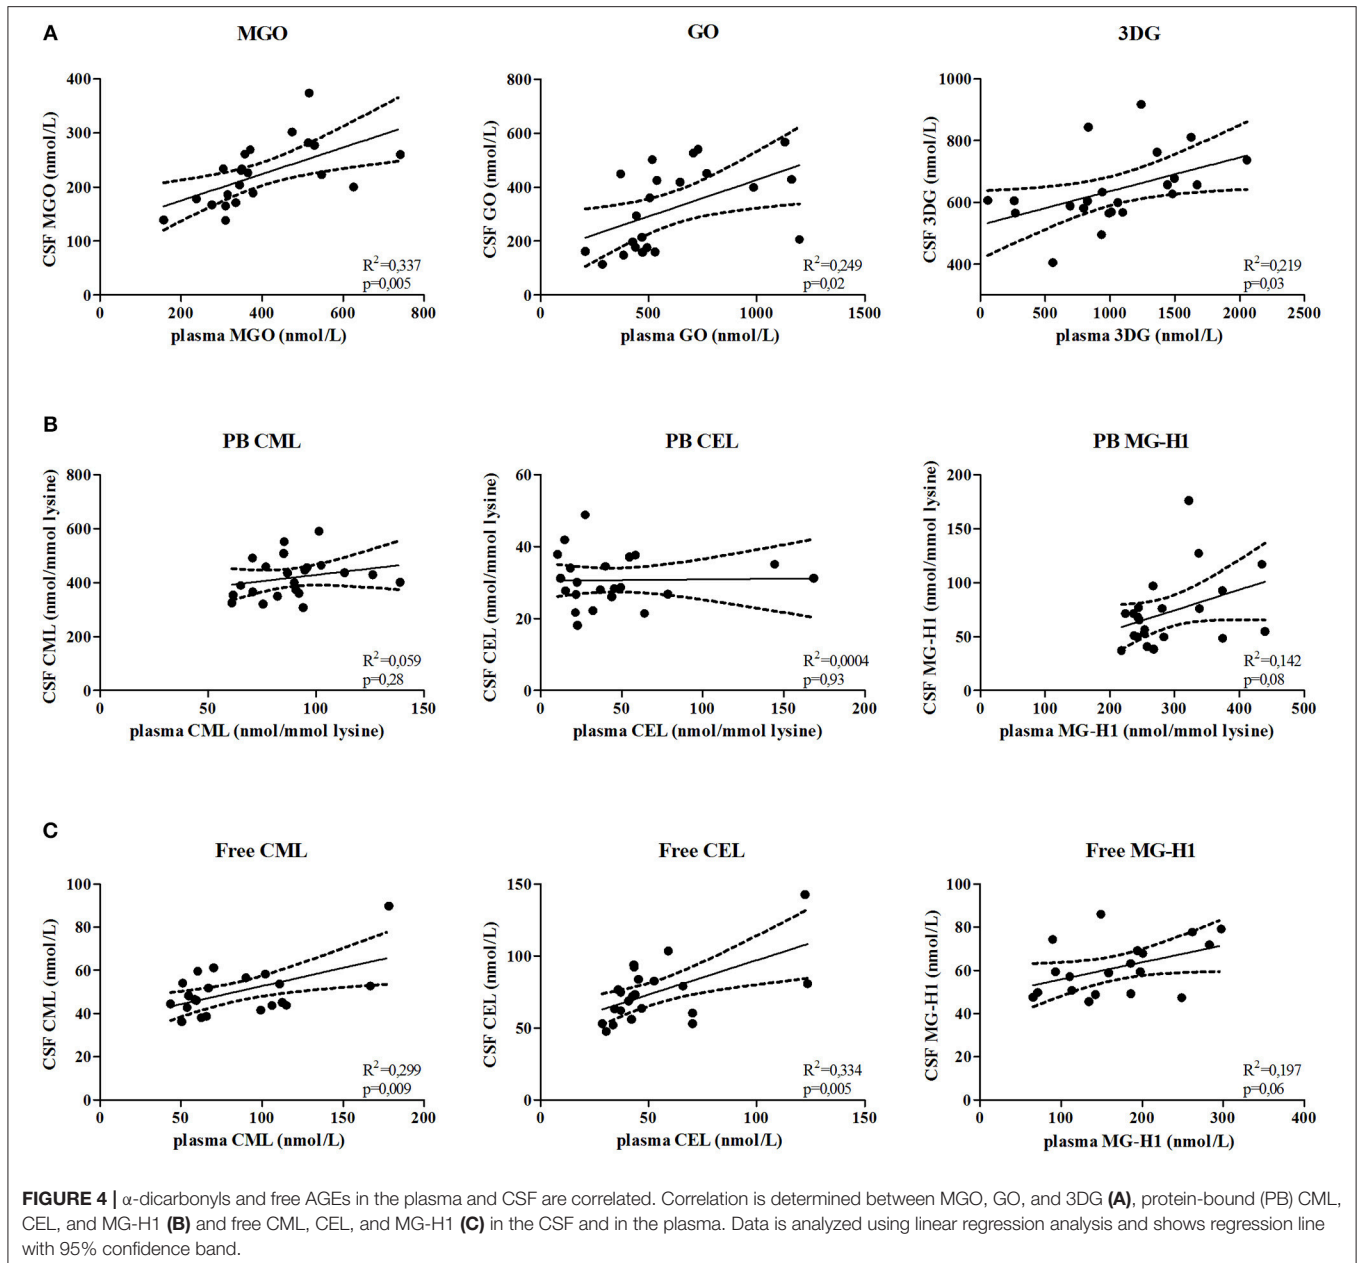 A
MGO
GO
3DG
CSF MGO (nmol/L)
400
300
200
100
0
0
200
400
600
800
R²=0,337
p=0,005
plasma MGO (nmol/L)
CSF GO (nmol/L)
800
600
400
200
0
0
500
1000
1500
R²=0,249
p=0,02
plasma GO (nmol/L)
CSF 3DG (nmol/L)
1000
800
600
400
0
500
1000
1500
2000
2500
R²=0,219
p=0,03
plasma 3DG (nmol/L)
B
PB CML
PB CEL
PB MG-H1
CSF CML (nmol/mmol lysine)
800
600
400
200
0
0
50
100
150
R²=0,059
p=0,28
plasma CML (nmol/mmol lysine)
CSF CEL (nmol/mmol lysine)
60
40
20
0
0
50
100
150
200
R²=0,0004
p=0,93
plasma CEL (nmol/mmol lysine)
CSF MG-H1 (nmol/mmol lysine)
200
150
100
50
0
0
100
200
300
400
500
R²=0,142
p=0,08
plasma MG-H1 (nmol/mmol lysine)
C
Free CML
Free CEL
Free MG-H1
CSF CML (nmol/L)
100
80
60
40
20
0
0
50
100
150
200
R²=0,299
p=0,009
plasma CML (nmol/L)
CSF CEL (nmol/L)
150
100
50
0
0
50
100
150
R²=0,334
p=0,005
plasma CEL (nmol/L)
CSF MG-H1 (nmol/L)
100
80
60
40
20
0
0
100
200
300
400
R²=0,197
p=0,06
plasma MG-H1 (nmol/L)
FIGURE 4 | α-dicarbonyls and free AGEs in the plasma and CSF are correlated. Correlation is determined between MGO, GO, and 3DG (A), protein-bound (PB) CML,
CEL, and MG-H1 (B) and free CML, CEL, and MG-H1 (C) in the CSF and in the plasma. Data is analyzed using linear regression analysis and shows regression line
with 95% confidence band.